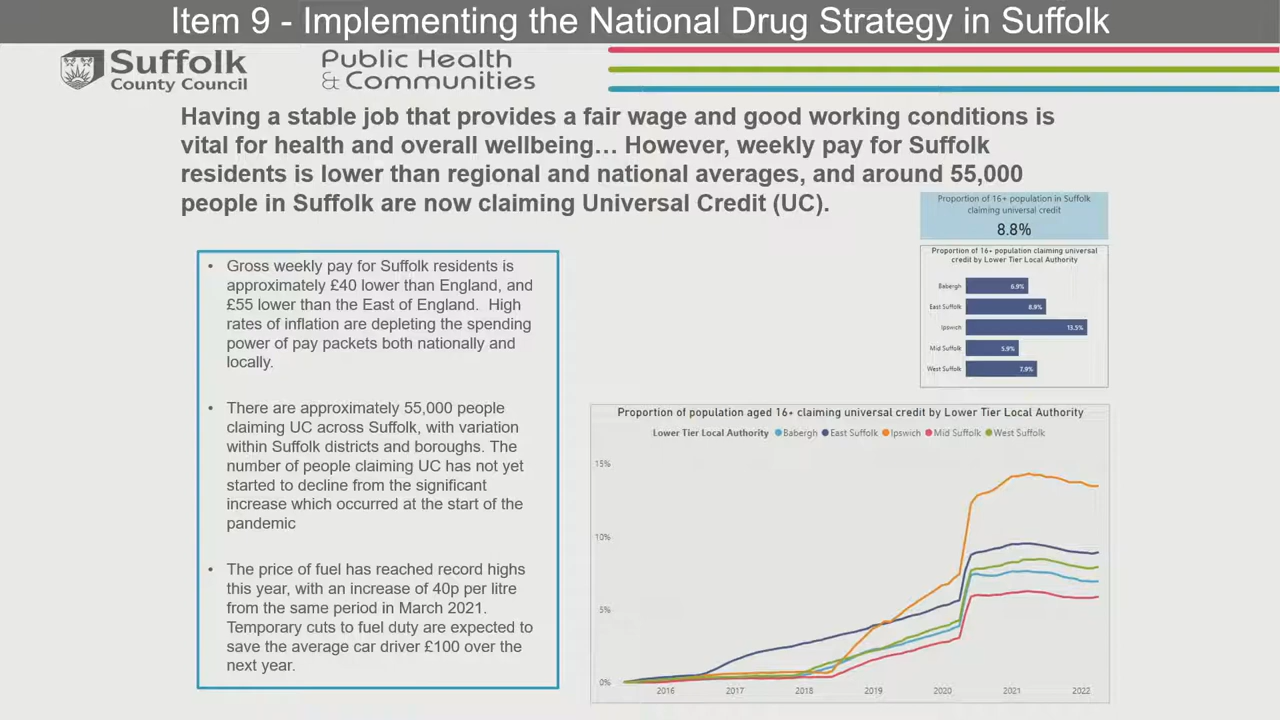 Item 9 - Implementing the National Drug Strategy in Suffolk
Suffolk
County Council
Public Health
& Communities
Having a stable job that provides a fair wage and good working conditions is
vital for health and overall wellbeing... However, weekly pay for Suffolk
residents is lower than regional and national averages, and around 55,000
people in Suffolk are now claiming Universal Credit (UC).
Proportion of 16+ population in Suffolk
claiming universal credit
8.8%
Proportion of 16+ population claiming universal
credit by Lower Tier Local Authority
Babergh 6.9%
East Suffolk 8.9%
Ipswich 13.5%
Mid Suffolk 5.9%
West Suffolk 7.9%
• Gross weekly pay for Suffolk residents is
approximately £40 lower than England, and
£55 lower than the East of England. High
rates of inflation are depleting the spending
power of pay packets both nationally and
locally.
• There are approximately 55,000 people
claiming UC across Suffolk, with variation
within Suffolk districts and boroughs. The
number of people claiming UC has not yet
started to decline from the significant
increase which occurred at the start of the
pandemic
• The price of fuel has reached record highs
this year, with an increase of 40p per litre
from the same period in March 2021.
Temporary cuts to fuel duty are expected to
save the average car driver £100 over the
next year.
Proportion of population aged 16+ claiming universal credit by Lower Tier Local Authority
Lower Tier Local Authority Babergh East Suffolk Ipswich Mid Suffolk West Suffolk
15%
10%
5%
0%
2016 2017 2018 2019 2020 2021 2022